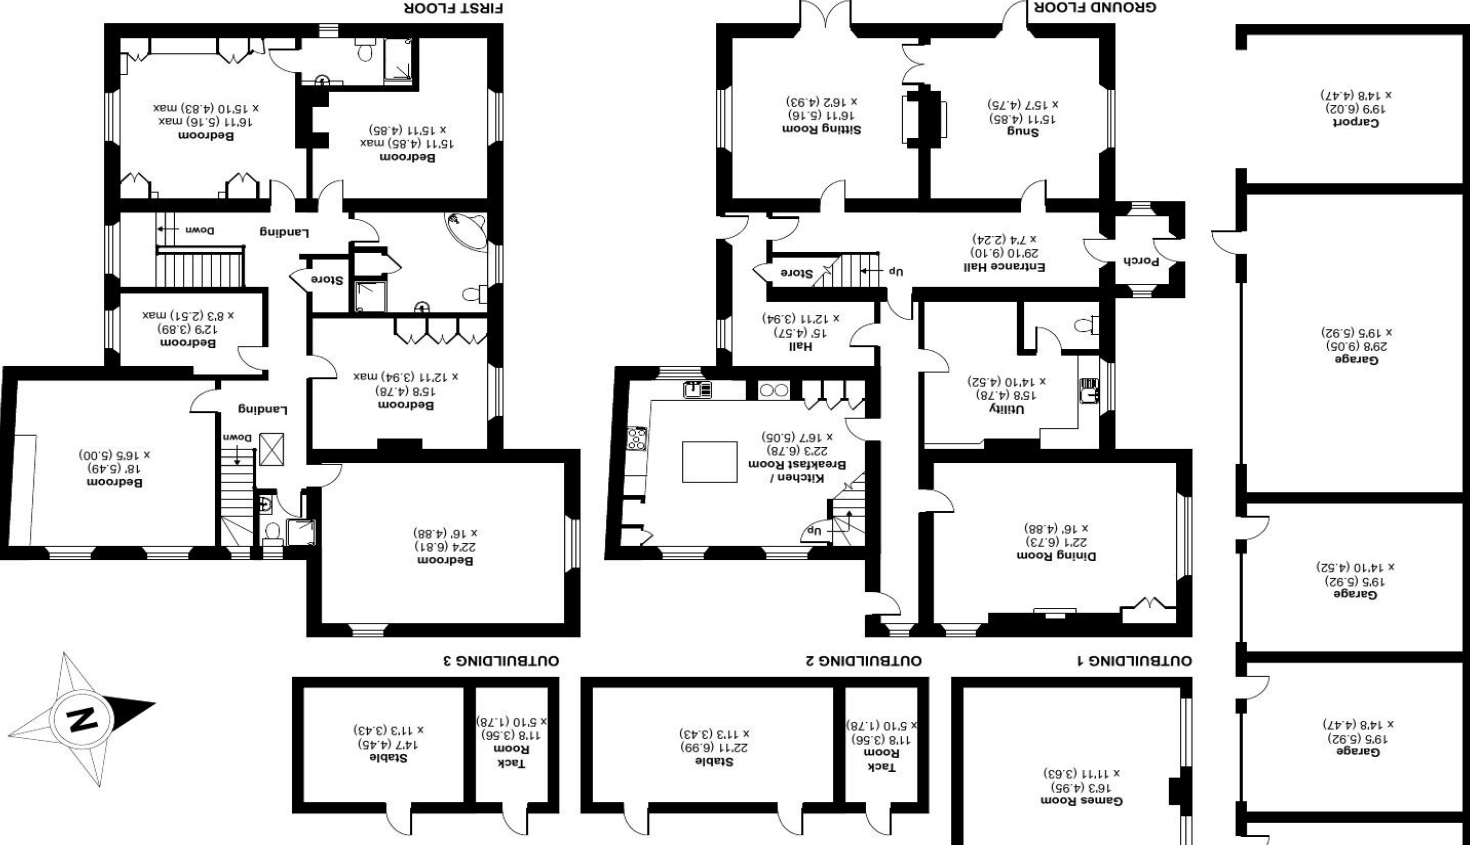 Garage
19'5 (5.92)
x 14'8 (4.47)
Garage
19'5 (5.92)
x 14'10 (4.52)
Garage
29'8 (9.05)
x 19'5 (5.92)
Carport
19'9 (6.02)
x 14'8 (4.47)
Games Room
16'3 (4.95)
x 11'11 (3.63)
OUTBUILDING 1
Tack
Room
11'8 (3.56)
x 5'10 (1.78)
Stable
22'11 (6.99)
x 11'3 (3.43)
OUTBUILDING 2
Tack
Room
11'8 (3.56)
x 5'10 (1.78)
Stable
14'7 (4.45)
x 11'3 (3.43)
OUTBUILDING 3
N
Dining Room
22'1 (6.73)
x 16' (4.88)
Up
Kitchen /
Breakfast Room
22'3 (6.78)
x 16'7 (5.05)
Utility
15'8 (4.78)
x 14'10 (4.52)
Hall
15' (4.57)
x 12'11 (3.94)
Porch
Entrance Hall
29'10 (9.10)
x 7'4 (2.24)
Up
Store
Snug
15'11 (4.85)
x 15'7 (4.75)
Sitting Room
16'11 (5.16)
x 16'2 (4.93)
GROUND FLOOR
Bedroom
22'4 (6.81)
x 16' (4.88)
Bedroom
18' (5.49)
x 16'5 (5.00)
Down
Landing
Bedroom
15'8 (4.78)
x 12'11 (3.94) max
Bedroom
12'9 (3.89)
x 8'3 (2.51) max
Store
Landing
Down
Bedroom
15'11 (4.85) max
x 15'11 (4.85)
Bedroom
16'11 (5.16) max
x 15'10 (4.83) max
FIRST FLOOR